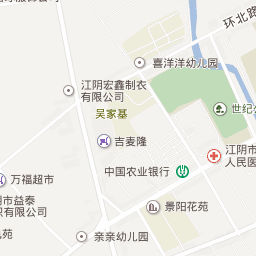 环北路
喜洋洋幼儿园
江阴宏鑫制衣
有限公司
吴家基
世纪
吉麦隆
江阴市
人民医
中国农业银行
万福超市
阴市益泰
织有限公司
景阳花苑
苑
亲亲幼儿园